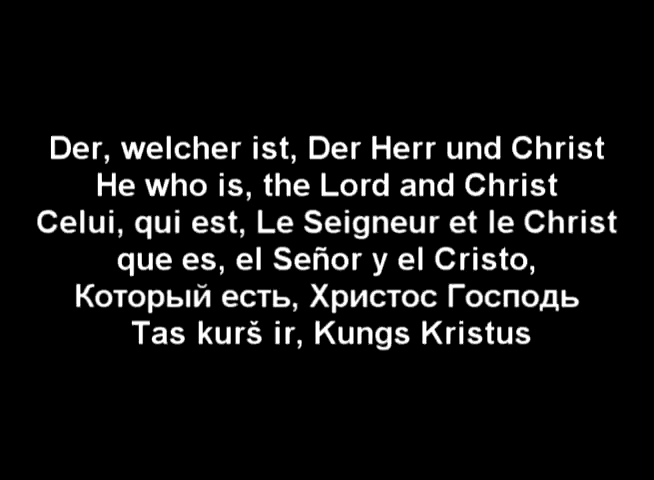 Der, welcher ist, Der Herr und Christ
He who is, the Lord and Christ
Celui, qui est, Le Seigneur et le Christ
que es, el Señor y el Cristo,
Который есть, Христос Господь
Tas kurš ir, Kungs Kristus